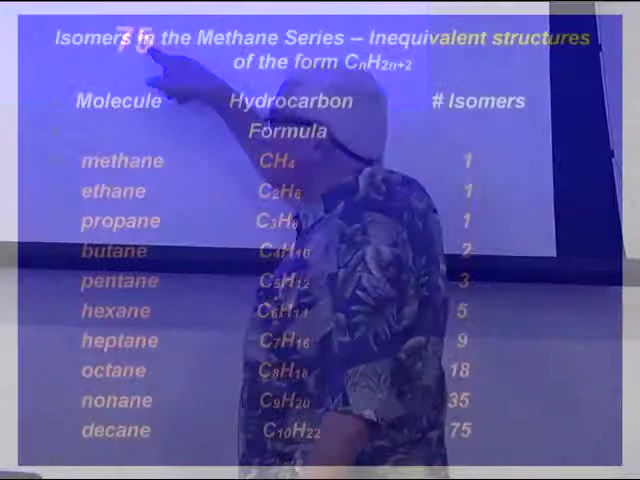 75
Isomers in the Methane Series – Inequivalent structures
of the form CnH2n+2
Molecule Hydrocarbon Formula # Isomers
methane CH4 1
ethane C2H6 1
propane C3H8 1
butane C4H10 2
pentane C5H12 3
hexane C6H14 5
heptane C7H16 9
octane C8H18 18
nonane C9H20 35
decane C10H22 75